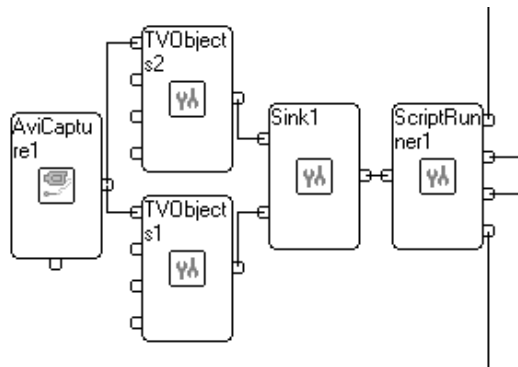 TVObject
s2
AviCaptu
re1
Sink1
ScriptRun
ner1
TVObject
s1